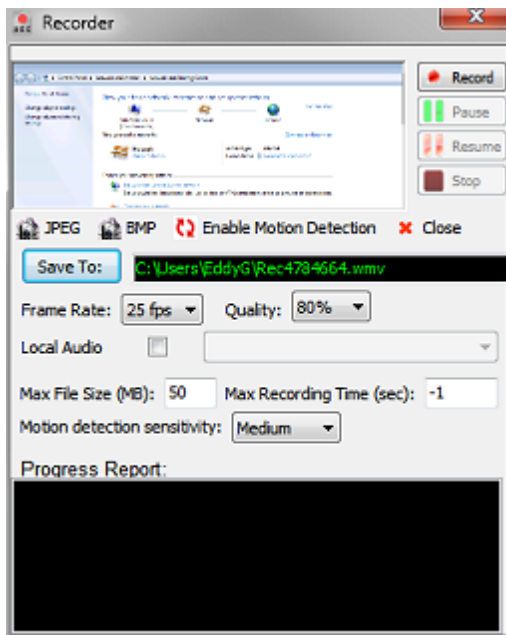 Recorder
Record
Pause
Resume
Stop
JPEG BMP Enable Motion Detection Close
Save To: C:\Users\EddyG\Rec4784664.wmv
Frame Rate: 25 fps Quality: 80%
Local Audio
Max File Size (MB): 50 Max Recording Time (sec): -1
Motion detection sensitivity: Medium
Progress Report: